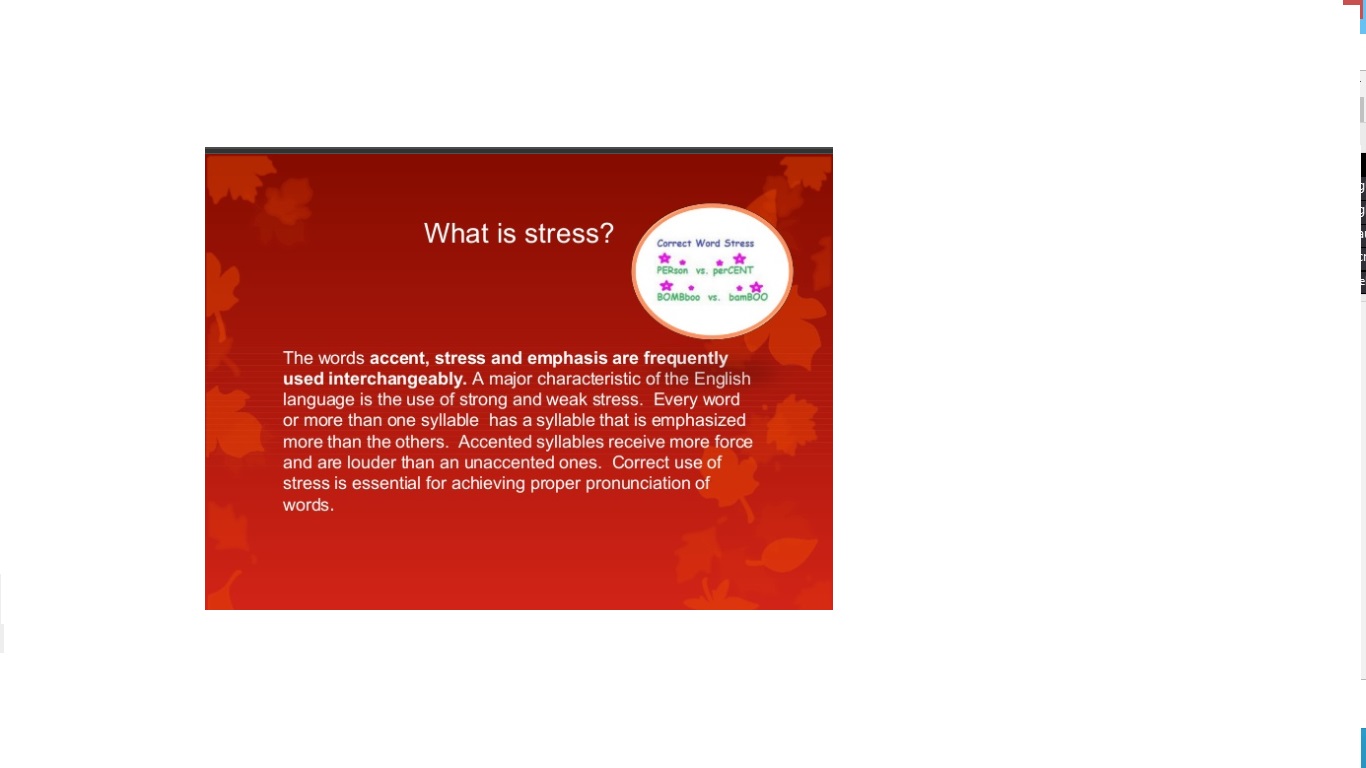 What is stress?
Correct Word Stress
PERson vs. perCENT
BOMBboo vs. bamBOO
The words accent, stress and emphasis are frequently
used interchangeably. A major characteristic of the English
language is the use of strong and weak stress. Every word
or more than one syllable has a syllable that is emphasized
more than the others. Accented syllables receive more force
and are louder than an unaccented ones. Correct use of
stress is essential for achieving proper pronunciation of
words.